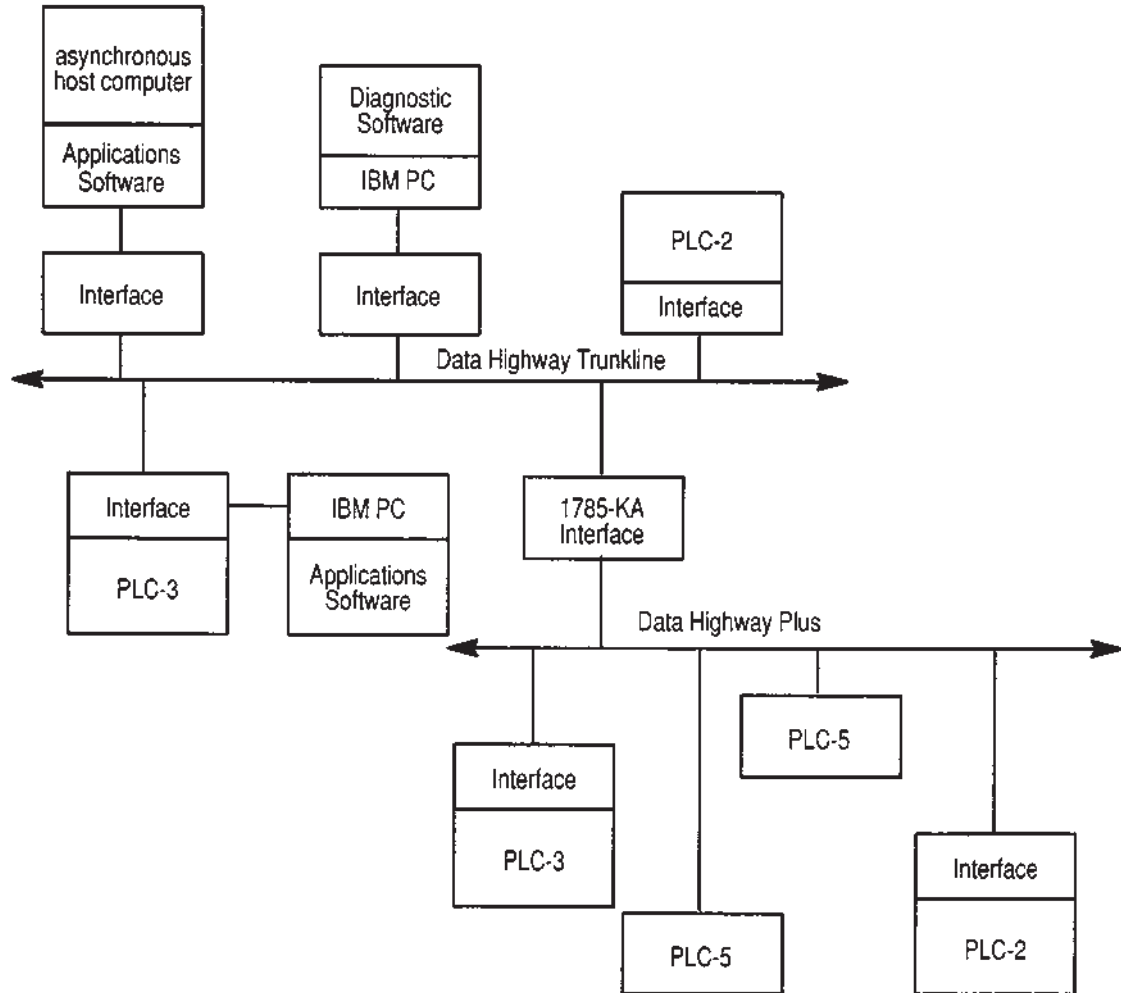 asynchronous
host computer
Applications
Software
Interface
Diagnostic
Software
IBM PC
Interface
PLC-2
Interface
Data Highway Trunkline
Interface
PLC-3
IBM PC
Applications
Software
1785-KA
Interface
Data Highway Plus
Interface
PLC-3
PLC-5
PLC-5
Interface
PLC-2